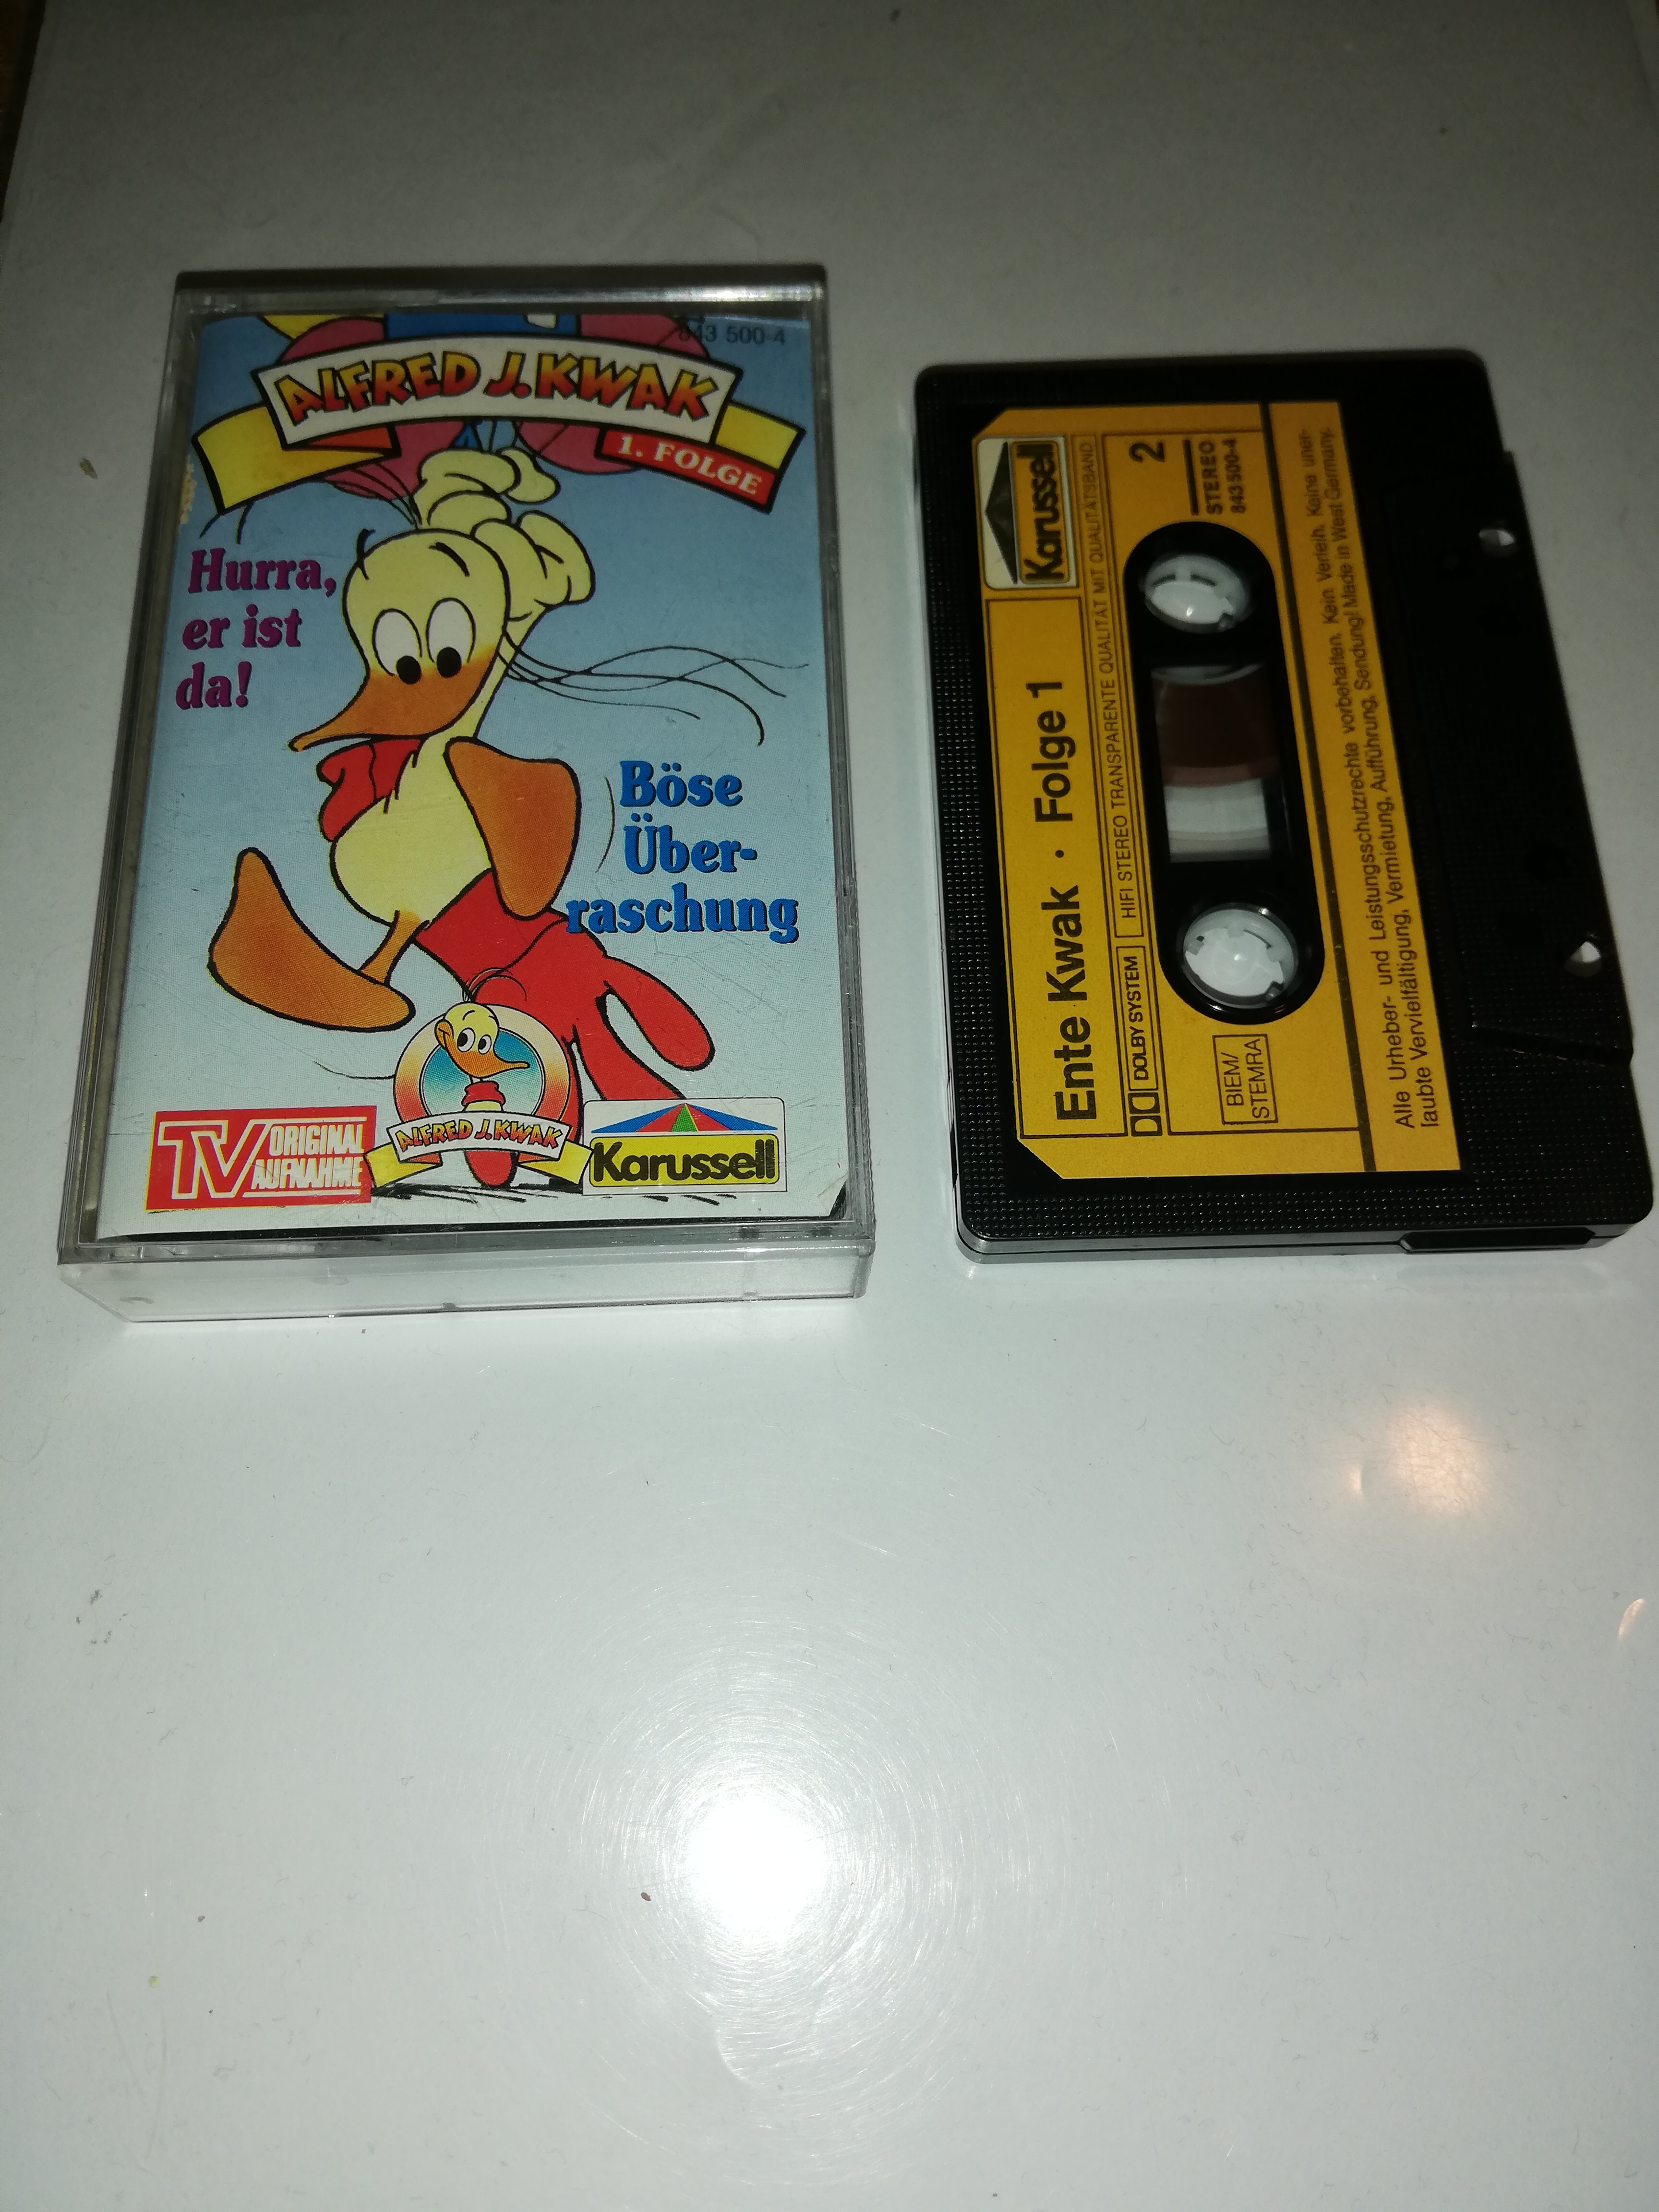 843 500-4
ALFRED J. KWAK
1. FOLGE
Hurra,
er ist
da!
Böse
Über-
raschung
TV ORIGINAL
AUFNAHME
ALFRED J. KWAK
Karussell
Karussell
Ente Kwak · Folge 1
DOLBY SYSTEM
HIFI STEREO TRANSPARENTE QUALITÄT MIT QUALITÄTSBAND
2
STEREO
843 500-4
BIEM/
STEMRA
Alle Urheber- und Leistungsschutzrechte vorbehalten. Kein Verleih. Keine uner-
laubte Vervielfältigung, Vermietung, Aufführung, Sendung! Made in West Germany.